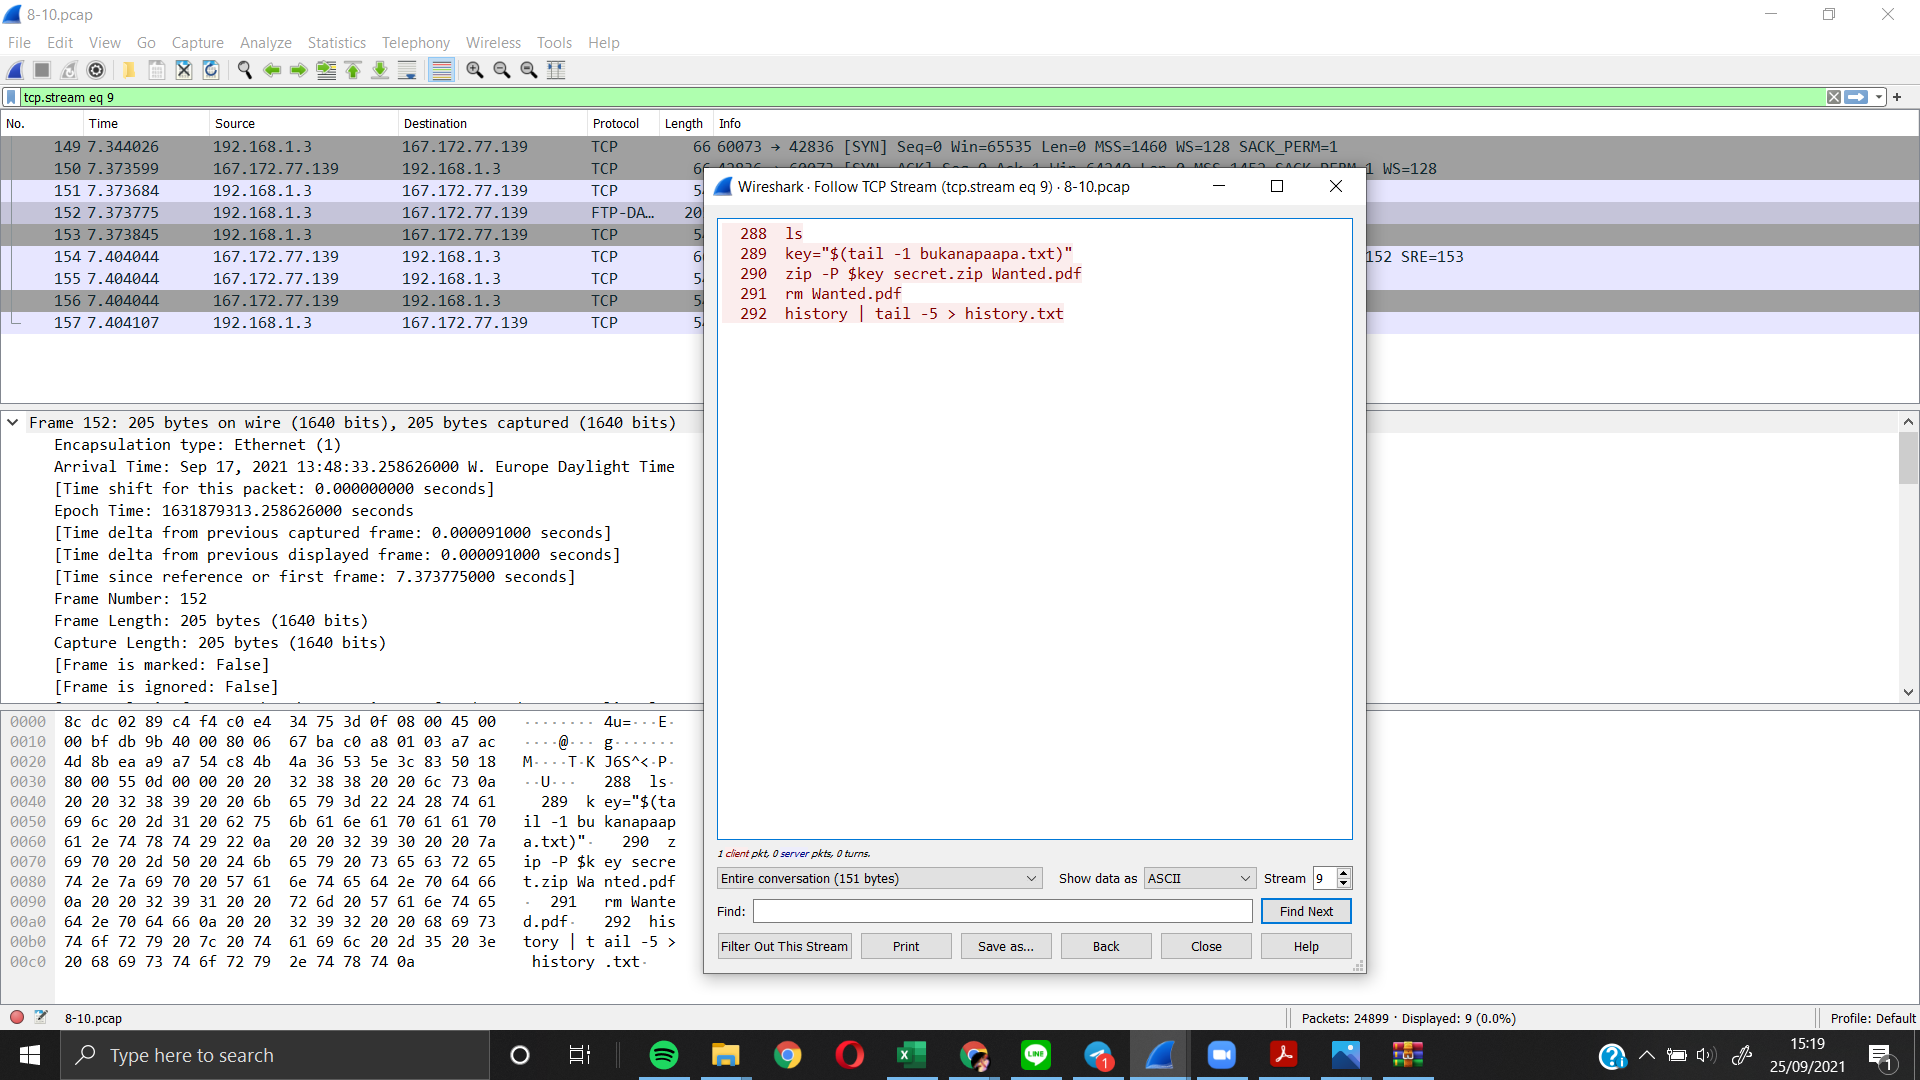 8-10.pcap
File Edit View Go Capture Analyze Statistics Telephony Wireless Tools Help
tcp.stream eq 9
No. Time Source Destination Protocol Length Info
149 7.344026 192.168.1.3 167.172.77.139 TCP 66 60073 → 42836 [SYN] Seq=0 Win=65535 Len=0 MSS=1460 WS=128 SACK_PERM=1
150 7.373599 167.172.77.139 192.168.1.3 TCP 1 WS=128
151 7.373684 192.168.1.3 167.172.77.139 TCP
152 7.373775 192.168.1.3 167.172.77.139 FTP-DA… 20
153 7.373845 192.168.1.3 167.172.77.139 TCP
154 7.404044 167.172.77.139 192.168.1.3 TCP 152 SRE=153
155 7.404044 167.172.77.139 192.168.1.3 TCP
156 7.404044 167.172.77.139 192.168.1.3 TCP
157 7.404107 192.168.1.3 167.172.77.139 TCP
Wireshark · Follow TCP Stream (tcp.stream eq 9) · 8-10.pcap
288 ls
289 key="$(tail -1 bukanapaapa.txt)"
290 zip -P $key secret.zip Wanted.pdf
291 rm Wanted.pdf
292 history | tail -5 > history.txt
1 client pkt, 0 server pkts, 0 turns.
Entire conversation (151 bytes) Show data as ASCII Stream 9
Find: Find Next
Filter Out This Stream Print Save as... Back Close Help
Frame 152: 205 bytes on wire (1640 bits), 205 bytes captured (1640 bits)
Encapsulation type: Ethernet (1)
Arrival Time: Sep 17, 2021 13:48:33.258626000 W. Europe Daylight Time
[Time shift for this packet: 0.000000000 seconds]
Epoch Time: 1631879313.258626000 seconds
[Time delta from previous captured frame: 0.000091000 seconds]
[Time delta from previous displayed frame: 0.000091000 seconds]
[Time since reference or first frame: 7.373775000 seconds]
Frame Number: 152
Frame Length: 205 bytes (1640 bits)
Capture Length: 205 bytes (1640 bits)
[Frame is marked: False]
[Frame is ignored: False]
0000 8c dc 02 89 c4 f4 c0 e4 34 75 3d 0f 08 00 45 00 ········ 4u=···E·
0010 00 bf db 9b 40 00 80 06 67 ba c0 a8 01 03 a7 ac ····@··· g·······
0020 4d 8b ea a9 a7 54 c8 4b 4a 36 53 5e 3c 83 50 18 M····T·K J6S^<·P·
0030 80 00 55 0d 00 00 20 20 32 38 38 20 20 6c 73 0a ··U··· 288 ls·
0040 20 20 32 38 39 20 20 6b 65 79 3d 22 24 28 74 61 289 k ey="$(ta
0050 69 6c 20 2d 31 20 62 75 6b 61 6e 61 70 61 61 70 il -1 bu kanapaap
0060 61 2e 74 78 74 29 22 0a 20 20 32 39 30 20 20 7a a.txt)"· 290 z
0070 69 70 20 2d 50 20 24 6b 65 79 20 73 65 63 72 65 ip -P $k ey secre
0080 74 2e 7a 69 70 20 57 61 6e 74 65 64 2e 70 64 66 t.zip Wa nted.pdf
0090 0a 20 20 32 39 31 20 20 72 6d 20 57 61 6e 74 65 · 291 rm Wante
00a0 64 2e 70 64 66 0a 20 20 32 39 32 20 20 68 69 73 d.pdf· 292 his
00b0 74 6f 72 79 20 7c 20 74 61 69 6c 20 2d 35 20 3e tory | t ail -5 >
00c0 20 68 69 73 74 6f 72 79 2e 74 78 74 0a history .txt·
8-10.pcap Packets: 24899 · Displayed: 9 (0.0%) Profile: Default
Type here to search
LINE
1
15:19
25/09/2021
1